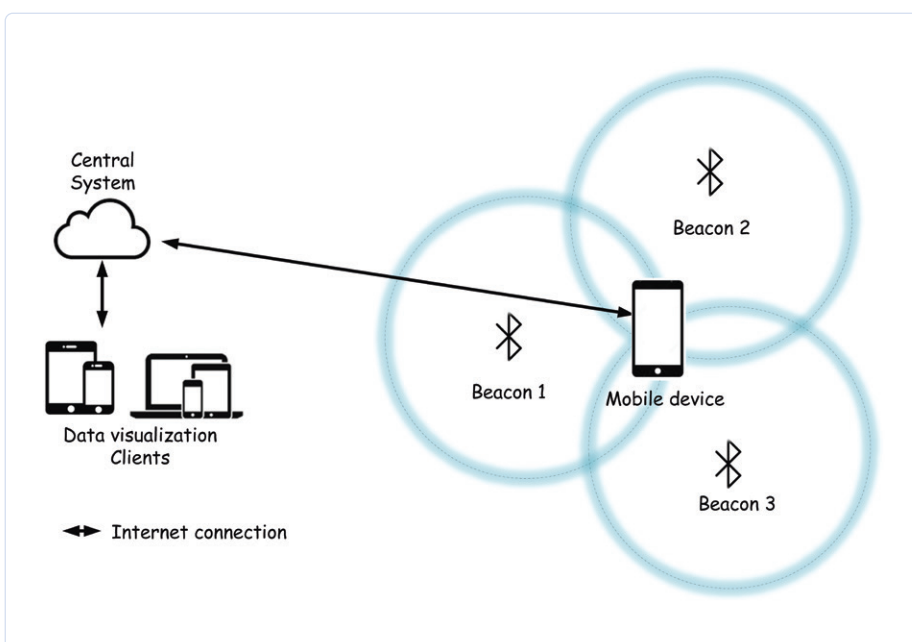 Central
System
Beacon 2
Beacon 1
Mobile device
Data visualization
Clients
Beacon 3
Internet connection